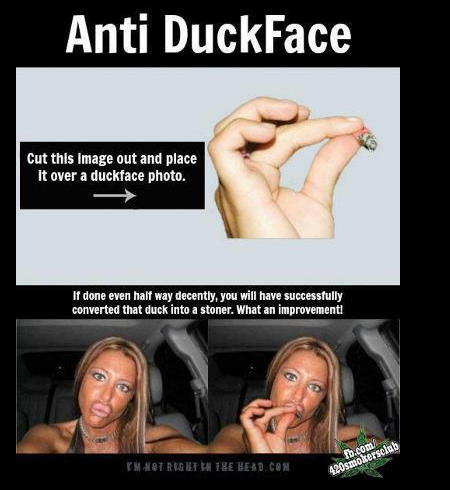 Anti DuckFace
Cut this image out and place
it over a duckface photo.
If done even half way decently, you will have successfully
converted that duck into a stoner. What an improvement!
I'M NOT RIGHT IN THE HEAD.COM
fb.com/
420smokersclub